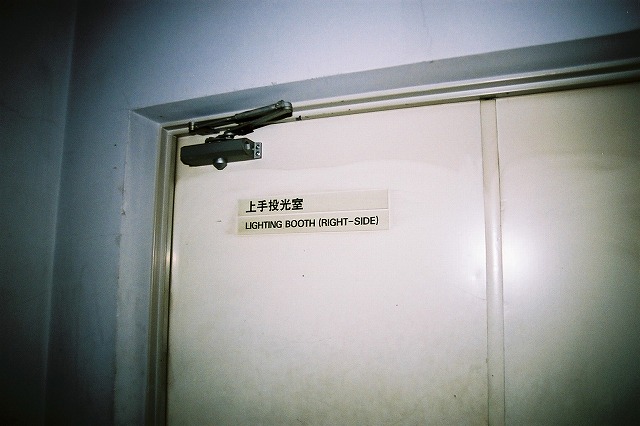 上手投光室
LIGHTING BOOTH (RIGHT-SIDE)